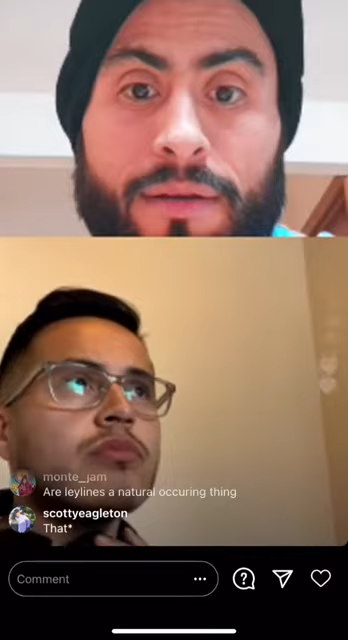 monte_jam
Are leylines a natural occuring thing
scottyeagleton
That*
Comment